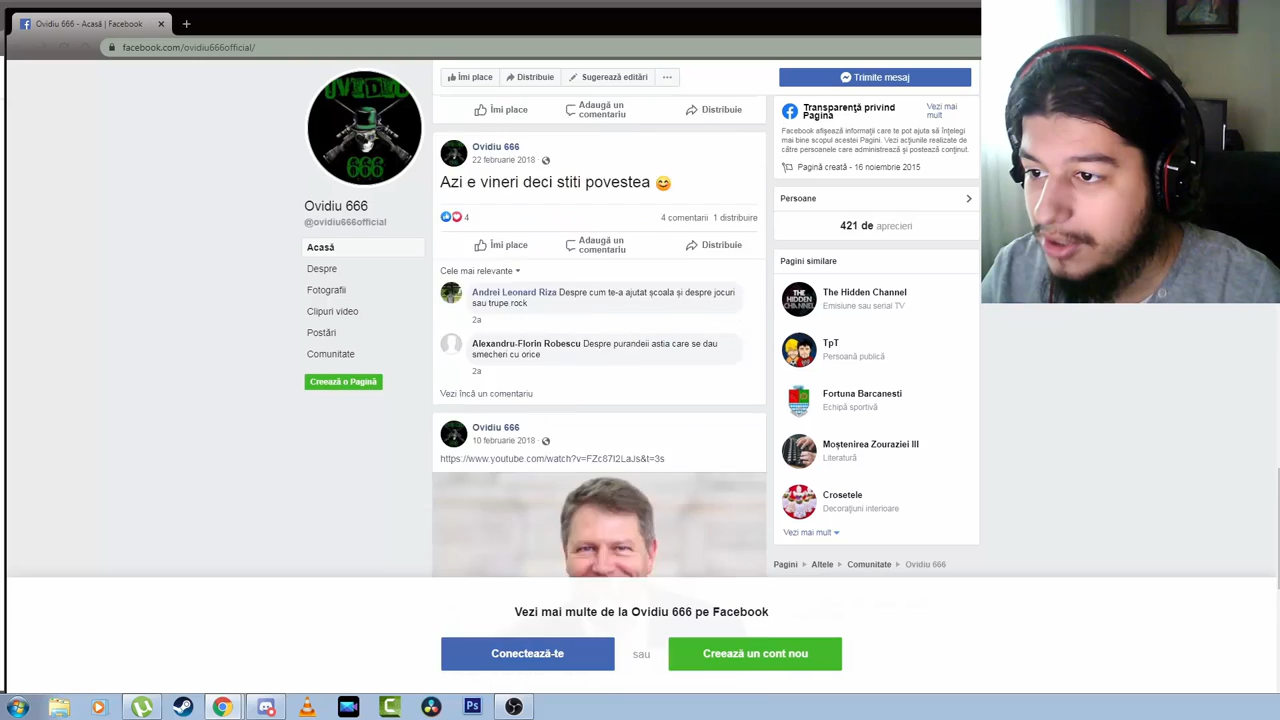 Ovidiu 666 - Acasă | Facebook
facebook.com/ovidiu666official/
OVIDIU
666
Ovidiu 666
@ovidiu666official
Acasă
Despre
Fotografii
Clipuri video
Postări
Comunitate
Creează o Pagină
Îmi place
Distribuie
Sugerează editări
Îmi place
Adaugă un
comentariu
Distribuie
Ovidiu 666
22 februarie 2018
Azi e vineri deci stiti povestea 😊
4
4 comentarii 1 distribuire
Îmi place
Adaugă un
comentariu
Distribuie
Cele mai relevante
Andrei Leonard Riza Despre cum te-a ajutat școala și despre jocuri
sau trupe rock
2a
Alexandru-Florin Robescu Despre purandeii astia care se dau
smecheri cu orice
2a
Vezi încă un comentariu
Ovidiu 666
10 februarie 2018
https://www.youtube.com/watch?v=FZc87I2LaJs&t=3s
Trimite mesaj
Transparență privind
Pagina
Vezi mai
mult
Facebook afișează informații care te pot ajuta să înțelegi
mai bine scopul acestei Pagini. Vezi acțiunile realizate de
către persoanele care administrează și postează conținut.
Pagină creată - 16 noiembrie 2015
Persoane
421 de aprecieri
Pagini similare
THE
HIDDEN
CHANNEL
The Hidden Channel
Emisiune sau serial TV
TpT
Persoană publică
Fortuna Barcanesti
Echipă sportivă
Moștenirea Zouraziei III
Literatură
Crosetele
Decorațiuni interioare
Vezi mai mult
Pagini
Altele
Comunitate
Ovidiu 666
Vezi mai multe de la Ovidiu 666 pe Facebook
Conectează-te
sau
Creează un cont nou
Ps